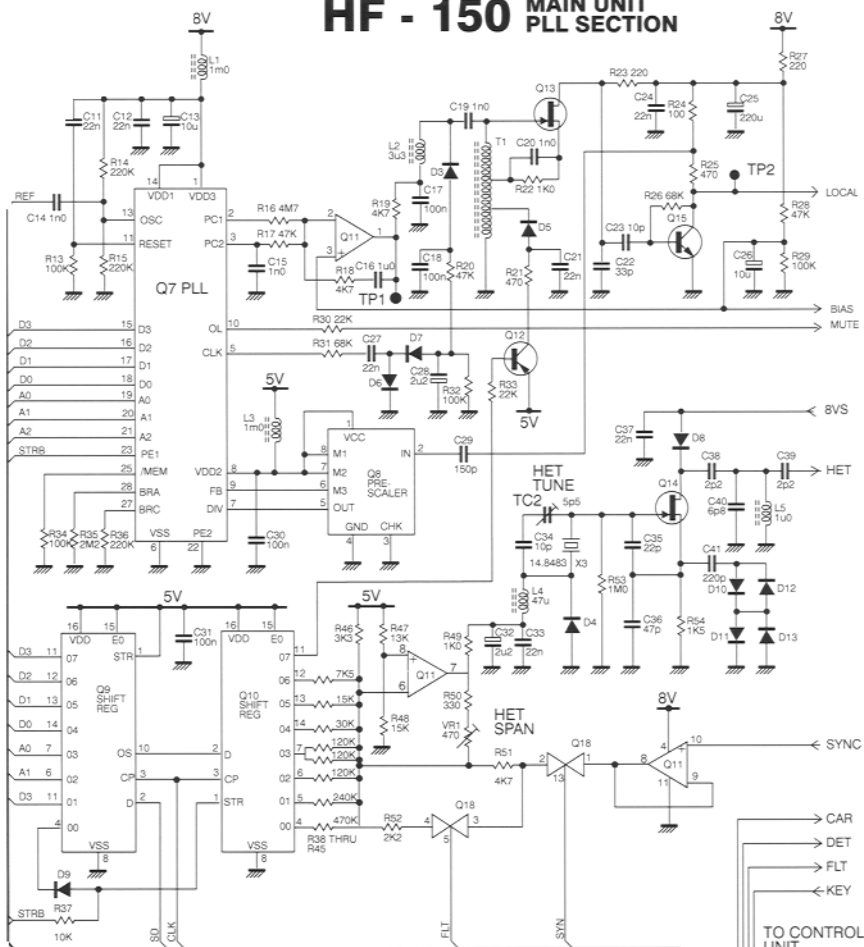 HF - 150 MAIN UNIT
PLL SECTION
8V
L1
1m0
C11
22n
C12
22n
C13
10u
R14
220K
REF
C14 1n0
14
1
VDD1
VDD3
13
OSC
11
RESET
R13
100K
R15
220K
Q7 PLL
PC1
2
PC2
3
R16 4M7
R17 47K
C15
1n0
2
3
Q11
1
R18
4K7
C16 1u0
TP1
R19
4K7
L2
3u3
C17
100n
C18
100n
D3
R20
47K
C19 1n0
T1
Q13
C20 1n0
R22 1K0
D5
R21
470
C21
22n
Q12
5V
R23 220
C24
22n
R24
100
C25
220u
8V
R27
220
R25
470
TP2
LOCAL
R26 68K
Q15
C23 10p
C22
33p
R28
47K
C26
10u
R29
100K
BIAS
MUTE
D3
15
D3
D2
16
D2
D1
17
D1
D0
18
D0
A0
19
A0
A1
20
A1
A2
21
A2
STRB
23
PE1
25
/MEM
28
BRA
27
BRC
R34
100K
R35
2M2
R36
220K
VSS
6
PE2
22
OL
10
CLK
5
R30 22K
R31 68K
C27
22n
D6
D7
C28
2u2
R32
100K
R33
22K
5V
L3
1m0
VDD2
8
FB
9
DIV
7
C30
100n
1
VCC
8
M1
7
M2
6
M3
5
OUT
Q8
PRE-
SCALER
IN
2
GND
4
CHK
3
C29
150p
8VS
C37
22n
D8
C38
2p2
C39
2p2
HET
C40
6p8
L5
1u0
HET
TUNE
TC2
5p5
C34
10p
14.8483
X3
L4
47u
D4
R53
1M0
Q14
C35
22p
C36
47p
R54
1K5
C41
220p
D10
D12
D11
D13
5V
16
VDD
15
E0
STR
1
C31
100n
Q9
SHIFT
REG
D3
11
07
D2
12
06
D1
13
05
D0
14
04
A0
7
03
A1
6
02
D3
11
01
4
00
OS
10
CP
3
D
2
VSS
8
D9
STRB
R37
10K
SD
CLK
16
VDD
15
E0
Q10
SHIFT
REG
2
D
3
CP
1
STR
VSS
8
07
11
06
12
7K5
05
13
15K
04
14
30K
03
7
120K
120K
02
6
120K
01
5
240K
00
4
470K
R38 THRU
R45
5V
R46
3K3
R47
13K
R48
15K
8
6
Q11
7
R49
1K0
C32
2u2
C33
22n
R50
330
VR1
470
HET
SPAN
R51
4K7
R52
2K2
Q18
4
3
5
Q18
2
1
13
8V
8
4
10
Q11
11
9
FLT
SYN
SYNC
CAR
DET
FLT
KEY
TO CONTROL
UNIT